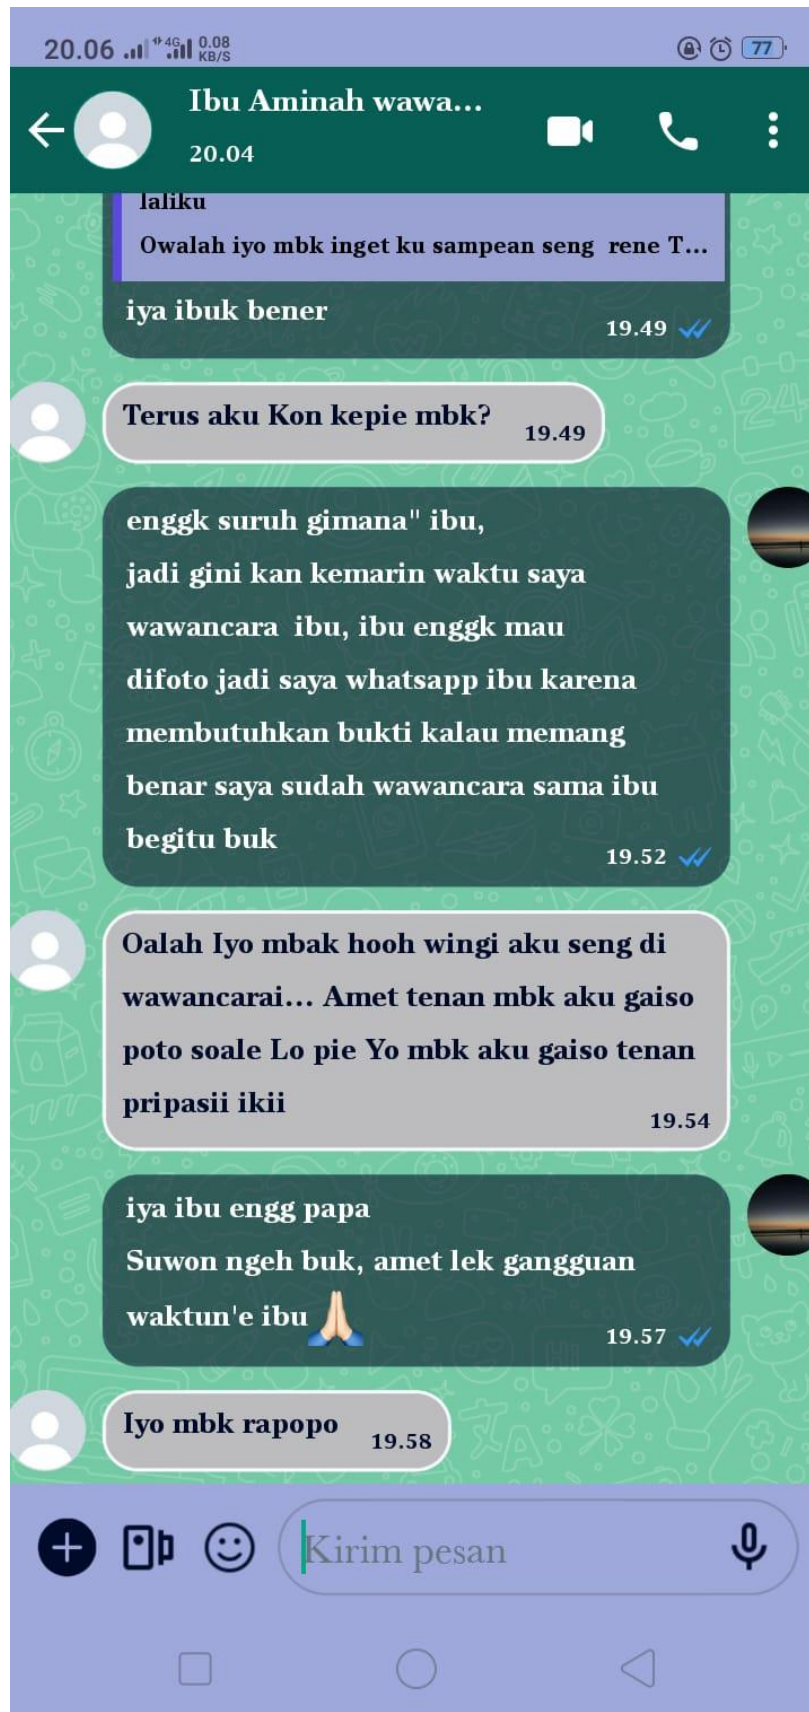 20.06 4G 0.08 KB/S 77
Ibu Aminah wawa...
20.04
laliku
Owalah iyo mbk inget ku sampean seng rene T...
iya ibuk bener
19.49
Terus aku Kon kepie mbk?
19.49
enggk suruh gimana" ibu,
jadi gini kan kemarin waktu saya
wawancara ibu, ibu enggk mau
difoto jadi saya whatsapp ibu karena
membutuhkan bukti kalau memang
benar saya sudah wawancara sama ibu
begitu buk
19.52
Oalah Iyo mbak hooh wingi aku seng di
wawancarai... Amet tenan mbk aku gaiso
poto soale Lo pie Yo mbk aku gaiso tenan
pripasii ikii
19.54
iya ibu engg papa
Suwon ngeh buk, amet lek gangguan
waktun'e ibu🙏🏻
19.57
Iyo mbk rapopo
19.58
Kirim pesan